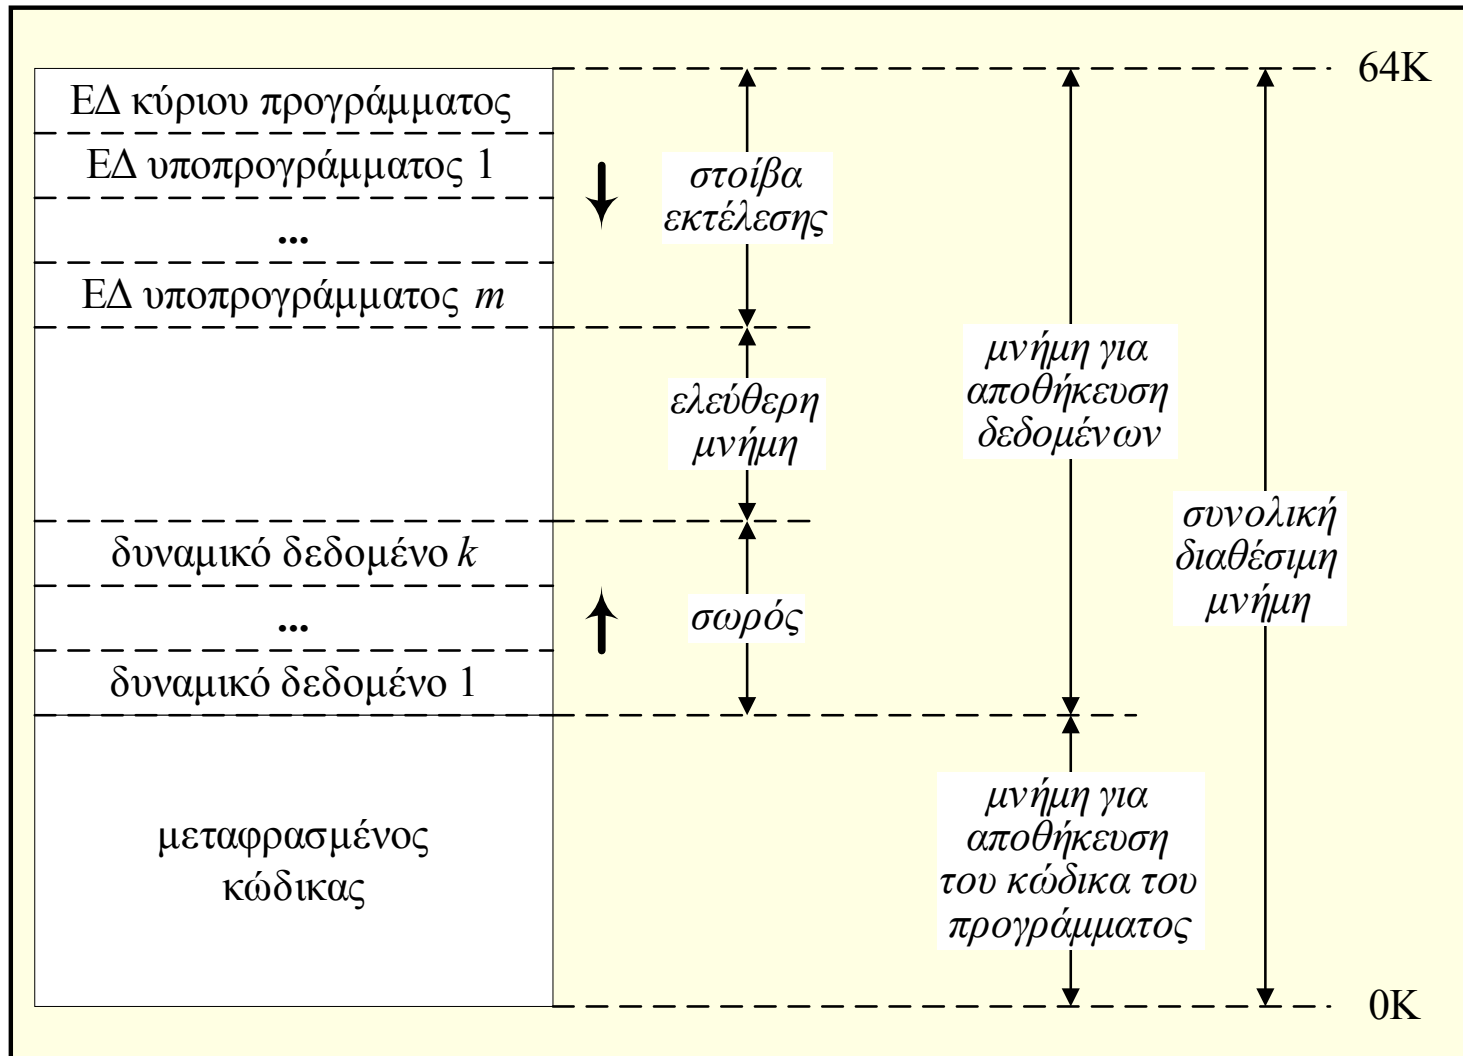 64K
ΕΔ κύριου προγράμματος
ΕΔ υποπρογράμματος 1
...
ΕΔ υποπρογράμματος m
στοίβα
εκτέλεσης
ελεύθερη
μνήμη
μνήμη για
αποθήκευση
δεδομένων
συνολική
διαθέσιμη
μνήμη
δυναμικό δεδομένο k
...
δυναμικό δεδομένο 1
σωρός
μεταφρασμένος
κώδικας
μνήμη για
αποθήκευση
του κώδικα του
προγράμματος
0K